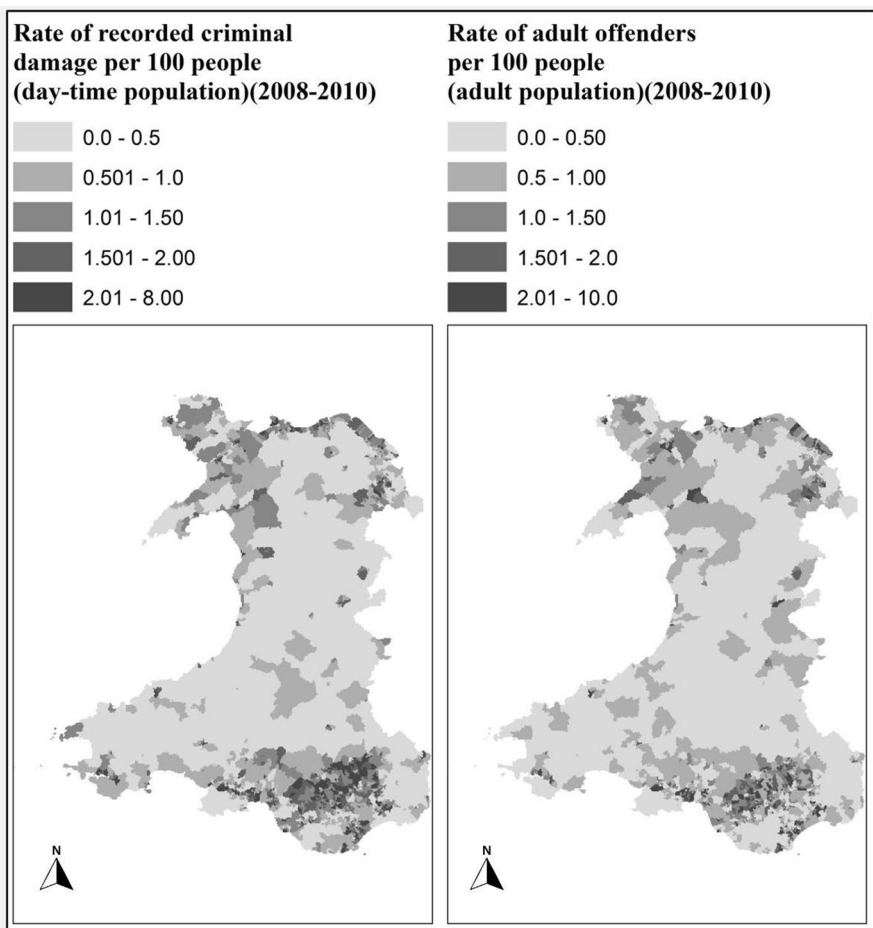 Rate of recorded criminal
damage per 100 people
(day-time population)(2008-2010)
0.0 - 0.5
0.501 - 1.0
1.01 - 1.50
1.501 - 2.00
2.01 - 8.00
N
Rate of adult offenders
per 100 people
(adult population)(2008-2010)
0.0 - 0.50
0.5 - 1.00
1.0 - 1.50
1.501 - 2.0
2.01 - 10.0
N